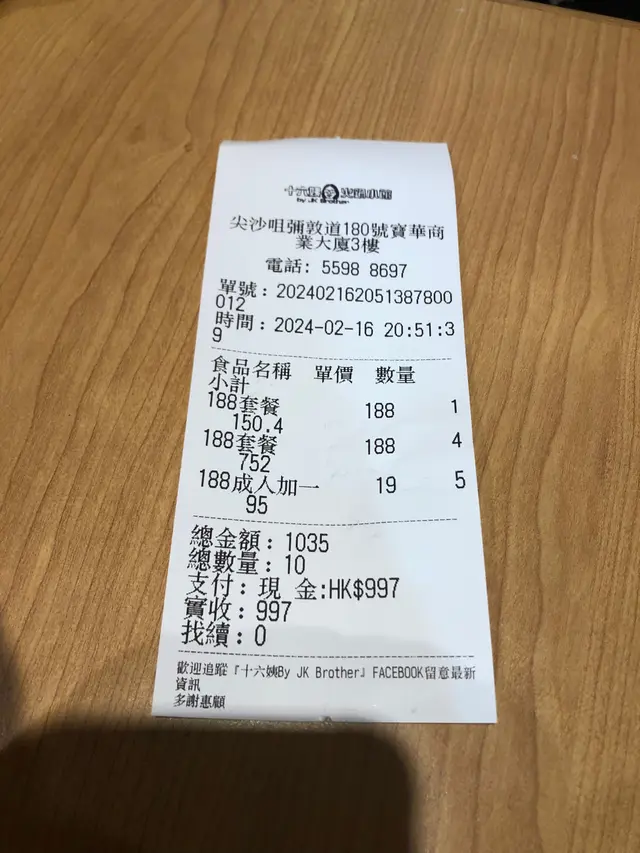 十六姨
by JK Brother
尖沙咀彌敦道180號寶華商
業大廈3樓
電話: 5598 8697
單號: 202402162051387800
012
時間: 2024-02-16 20:51:3
9
食品名稱 單價 數量
小計
188套餐 188 1
150.4
188套餐 188 4
752
188成人加一 19 5
95
總金額: 1035
總數量: 10
支付: 現 金:HK$997
實收: 997
找續: 0
歡迎追蹤『十六姨By JK Brother』FACEBOOK留意最新
資訊
多謝惠顧